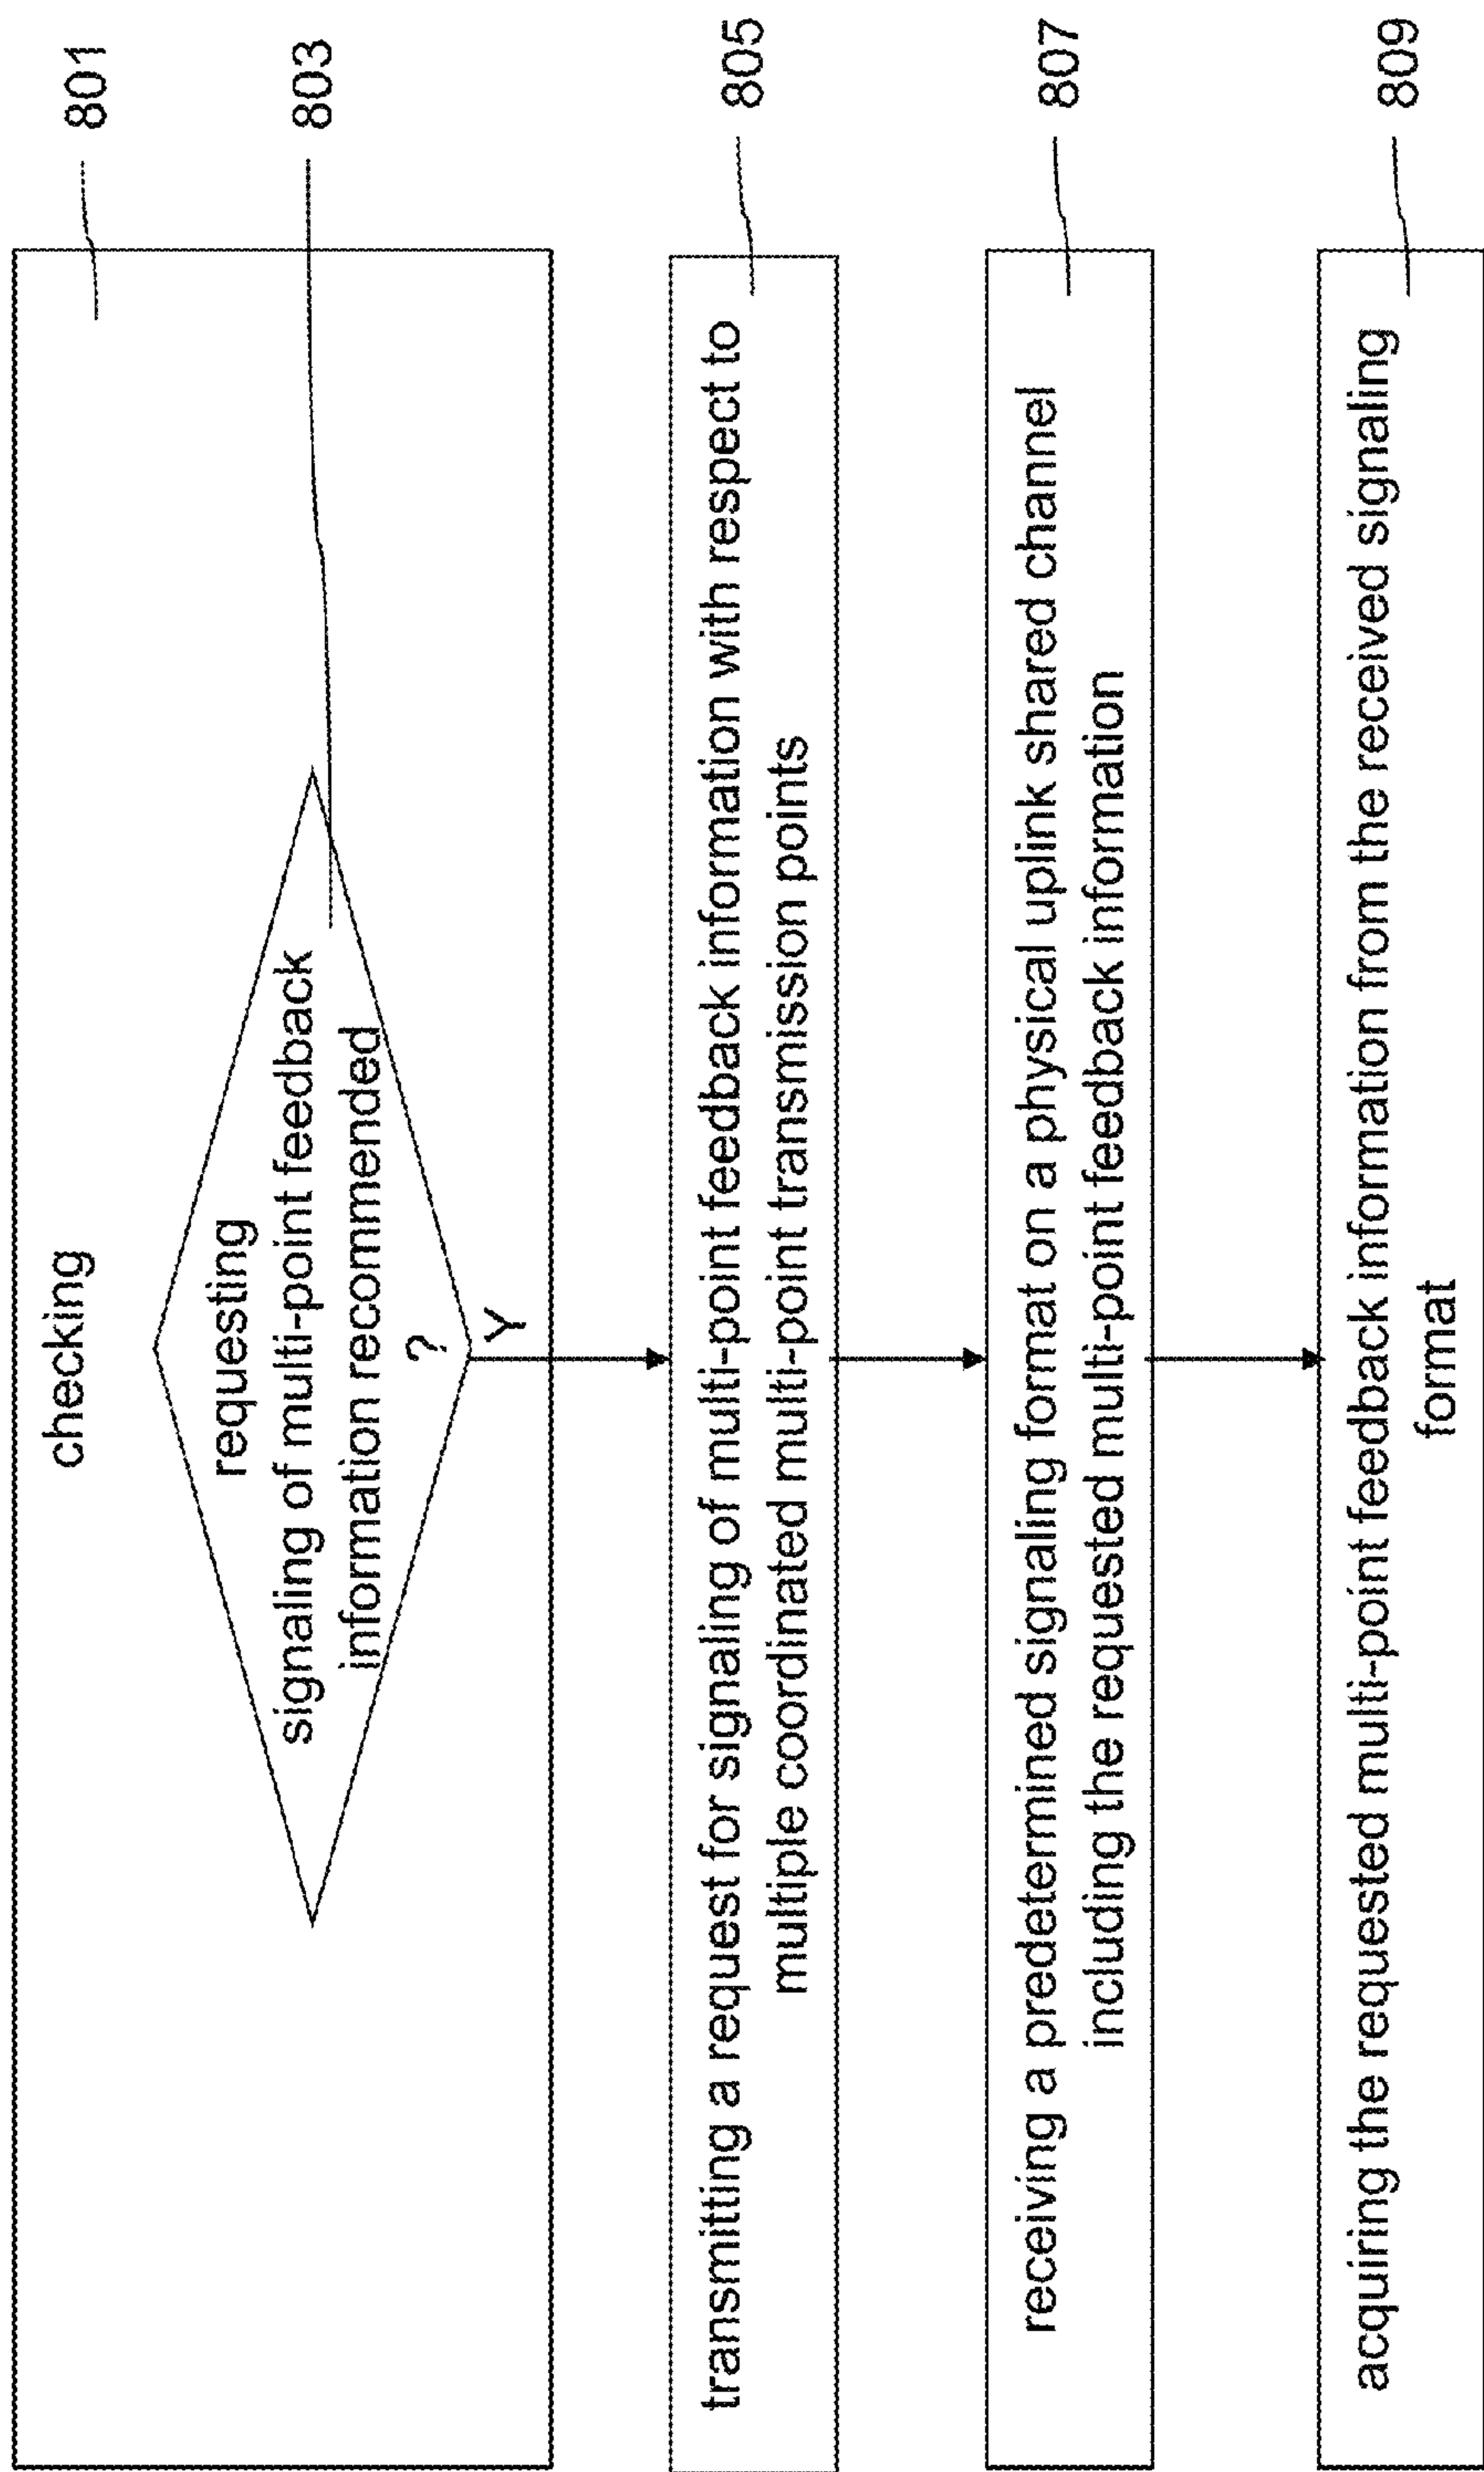 checking
801
requesting
signaling of multi-point feedback
information recommended
?
803
Y
transmitting a request for signaling of multi-point feedback information with respect to
multiple coordinated multi-point transmission points
805
receiving a predetermined signaling format on a physical uplink shared channel
including the requested multi-point feedback information
807
acquiring the requested multi-point feedback information from the received signaling
format
809